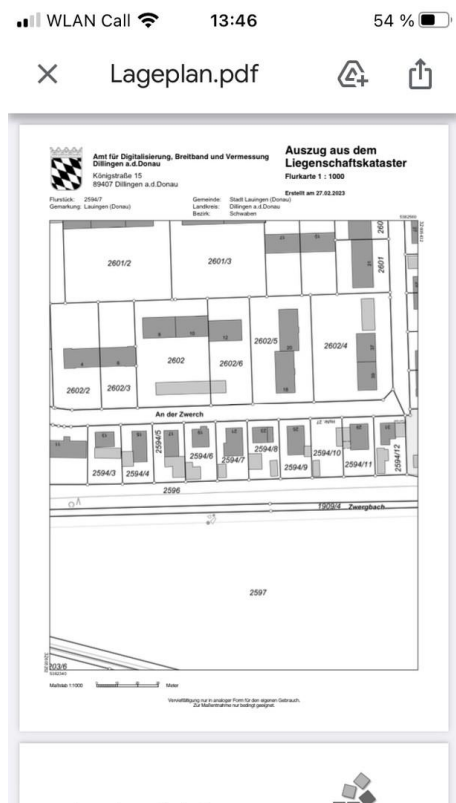 WLAN Call
13:46
54 %
Lageplan.pdf
Amt für Digitalisierung, Breitband und Vermessung
Dillingen a.d.Donau
Königstraße 15
89407 Dillingen a.d.Donau
Auszug aus dem
Liegenschaftskataster
Flurkarte 1 : 1000
Erstellt am 27.02.2023
Flurstück: 2594/7
Gemarkung: Lauingen (Donau)
Gemeinde: Stadt Lauingen (Donau)
Landkreis: Dillingen a.d.Donau
Bezirk: Schwaben
2601/2
2601/3
2601
2602/5
2602/4
2602
2602/6
2602/2
2602/3
An der Zwerch
2594/3
2594/4
2594/5
2594/6
2594/7
2594/8
2594/9
2594/10
2594/11
2594/12
2596
1909/4 Zwergbach
2597
Maßstab 1:1000
Meter
Vervielfältigung nur in analoger Form für den eigenen Gebrauch.
Zur Maßentnahme nur bedingt geeignet.